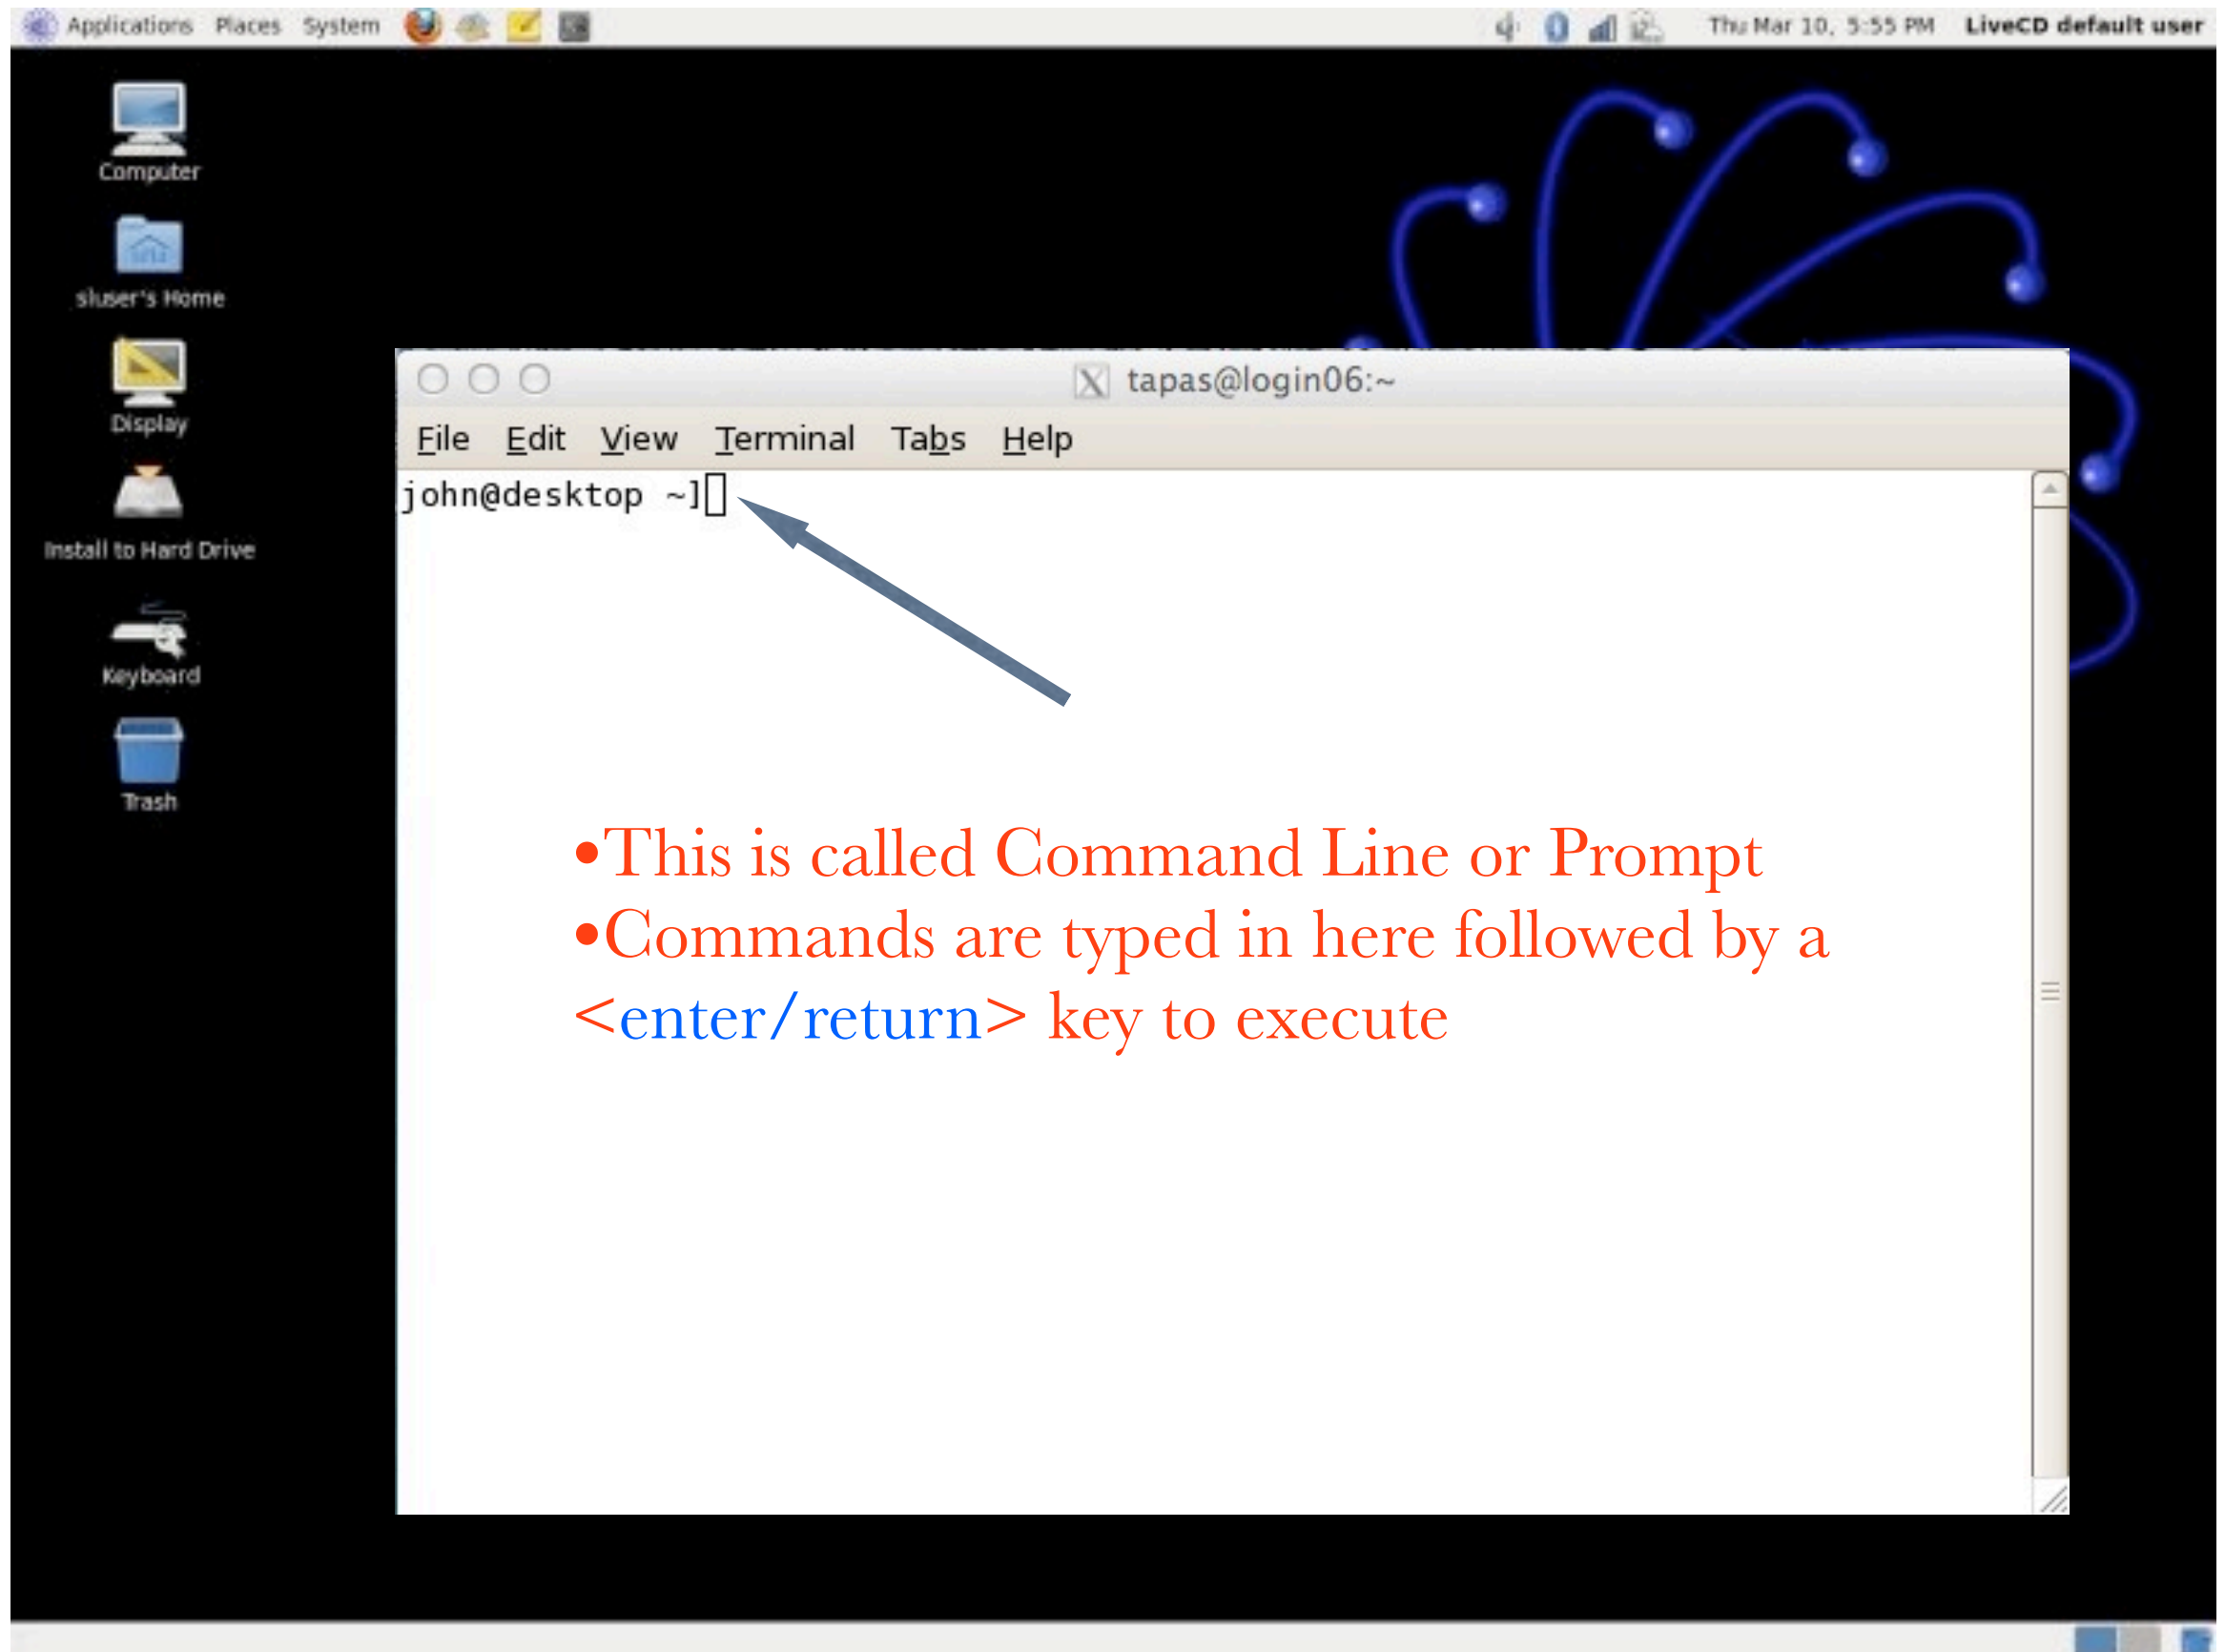 Applications Places System Thu Mar 10, 5:55 PM LiveCD default user
Computer
sluser's Home
Display
Install to Hard Drive
Keyboard
Trash
X tapas@login06:~
File Edit View Terminal Tabs Help
john@desktop ~]
•This is called Command Line or Prompt
•Commands are typed in here followed by a
<enter/return> key to execute